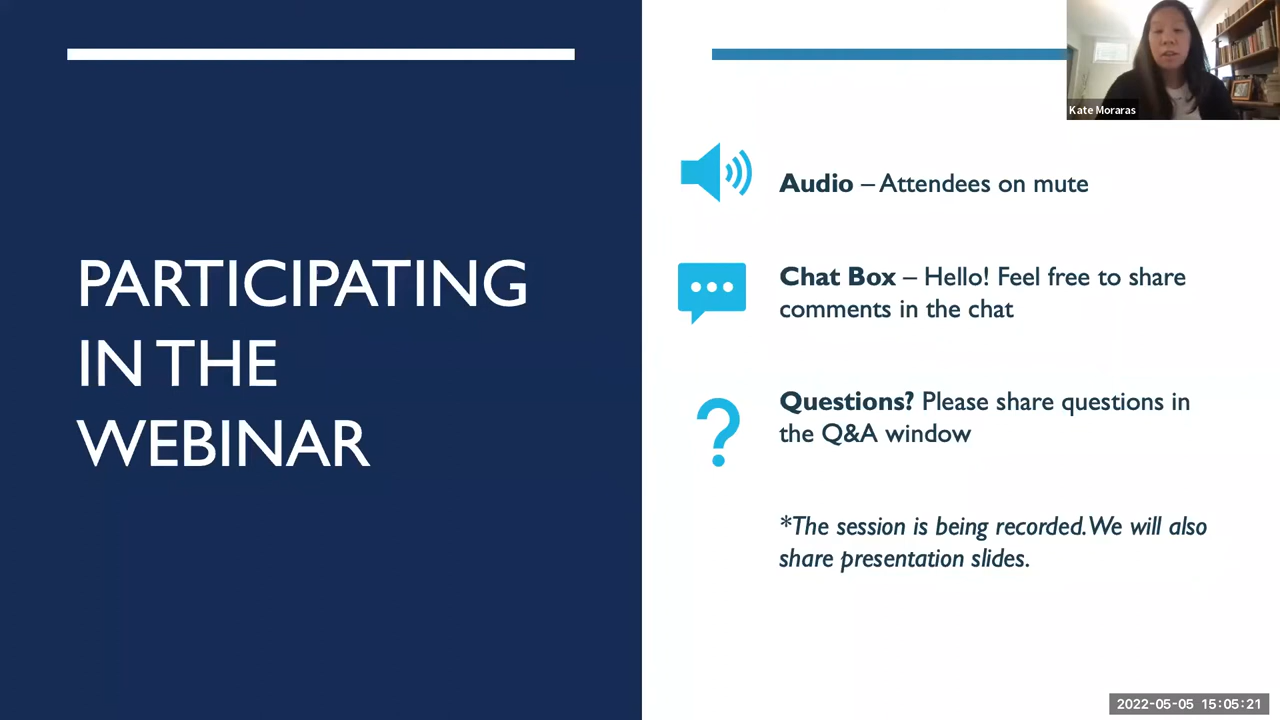 PARTICIPATING
IN THE
WEBINAR
Kate Moraras
Audio – Attendees on mute
Chat Box – Hello! Feel free to share
comments in the chat
Questions? Please share questions in
the Q&A window
*The session is being recorded. We will also
share presentation slides.
2022-05-05 15:05:21